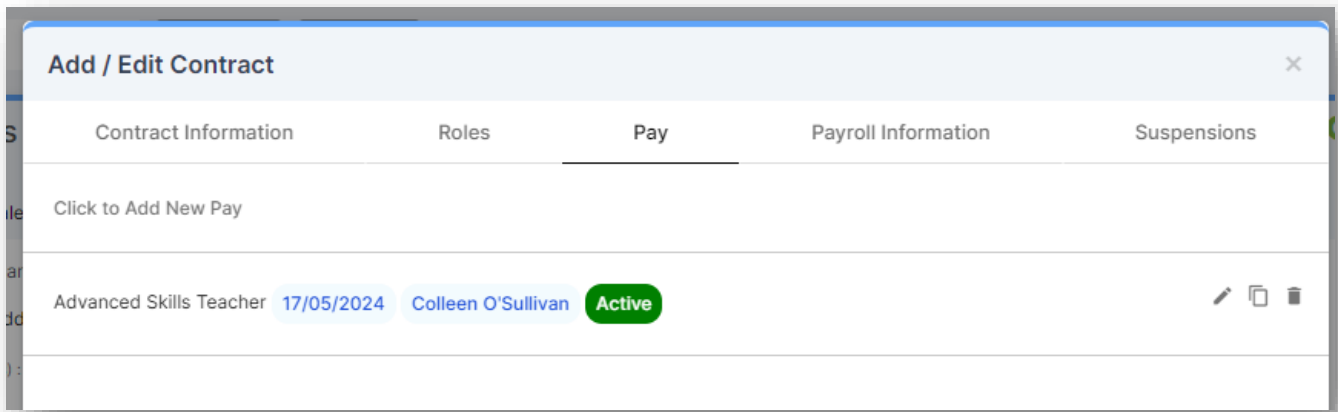 Add / Edit Contract
Contract Information Roles Pay Payroll Information Suspensions
Click to Add New Pay
Advanced Skills Teacher 17/05/2024 Colleen O'Sullivan Active